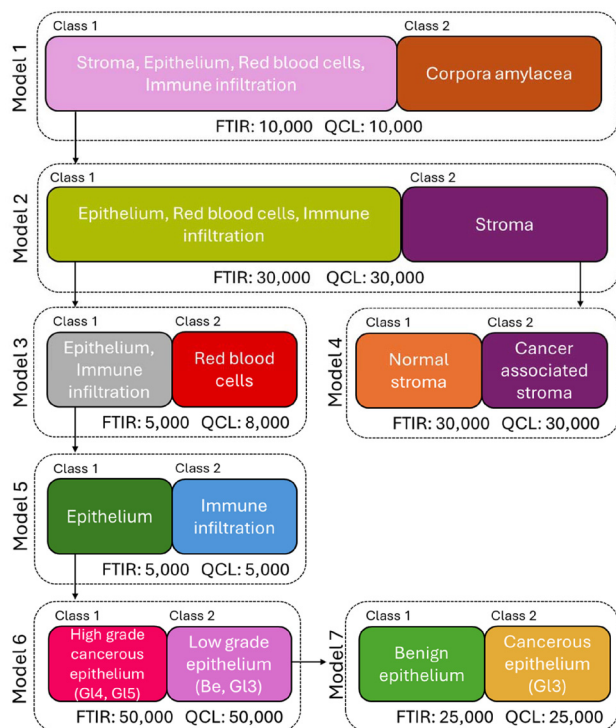 Model 1
Class 1
Class 2
Stroma, Epithelium, Red blood cells,
Immune infiltration
Corpora amylacea
FTIR: 10,000 QCL: 10,000
Model 2
Class 1
Class 2
Epithelium, Red blood cells, Immune
infiltration
Stroma
FTIR: 30,000 QCL: 30,000
Model 3
Class 1
Class 2
Epithelium,
Immune
infiltration
Red blood
cells
FTIR: 5,000 QCL: 8,000
Model 4
Class 1
Class 2
Normal
stroma
Cancer
associated
stroma
FTIR: 30,000 QCL: 30,000
Model 5
Class 1
Class 2
Epithelium
Immune
infiltration
FTIR: 5,000 QCL: 5,000
Model 6
Class 1
Class 2
High grade
cancerous
epithelium
(Gl4, Gl5)
Low grade
epithelium
(Be, Gl3)
FTIR: 50,000 QCL: 50,000
Model 7
Class 1
Class 2
Benign
epithelium
Cancerous
epithelium
(Gl3)
FTIR: 25,000 QCL: 25,000